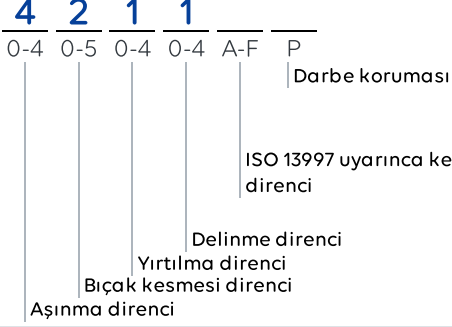 4 2 1 1
0-4 0-5 0-4 0-4 A-F P
Darbe koruması
ISO 13997 uyarınca ke
direnci
Delinme direnci
Yırtılma direnci
Bıçak kesmesi direnci
Aşınma direnci